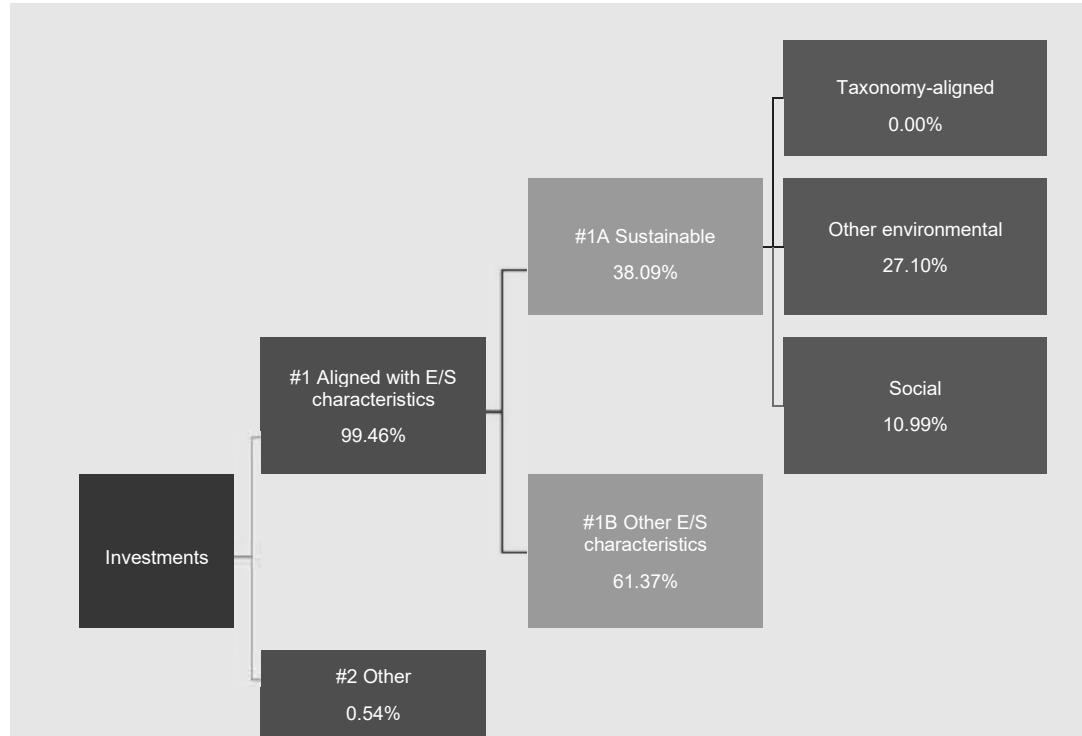 Taxonomy-aligned
0.00%
#1A Sustainable
38.09%
Other environmental
27.10%
#1 Aligned with E/S
characteristics
99.46%
Social
10.99%
Investments
#1B Other E/S
characteristics
61.37%
#2 Other
0.54%